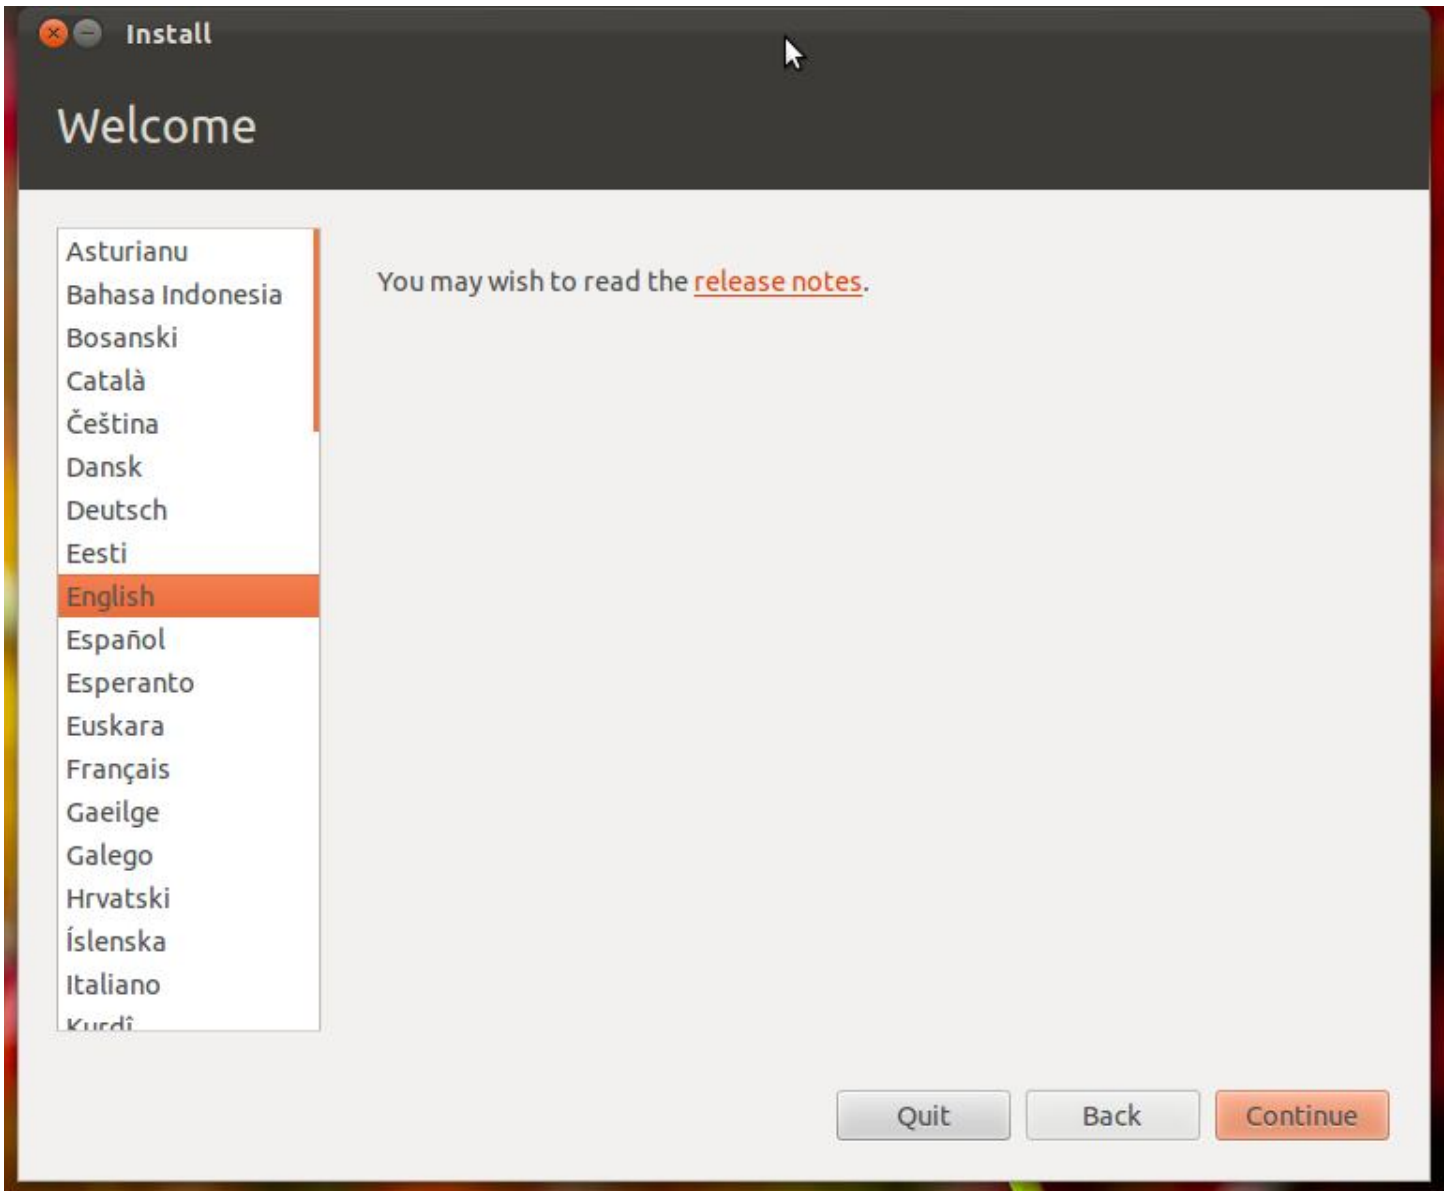 Install
Welcome
Asturianu
Bahasa Indonesia
Bosanski
Català
Čeština
Dansk
Deutsch
Eesti
English
Español
Esperanto
Euskara
Français
Gaeilge
Galego
Hrvatski
Íslenska
Italiano
Kurdî
You may wish to read the release notes.
Quit
Back
Continue